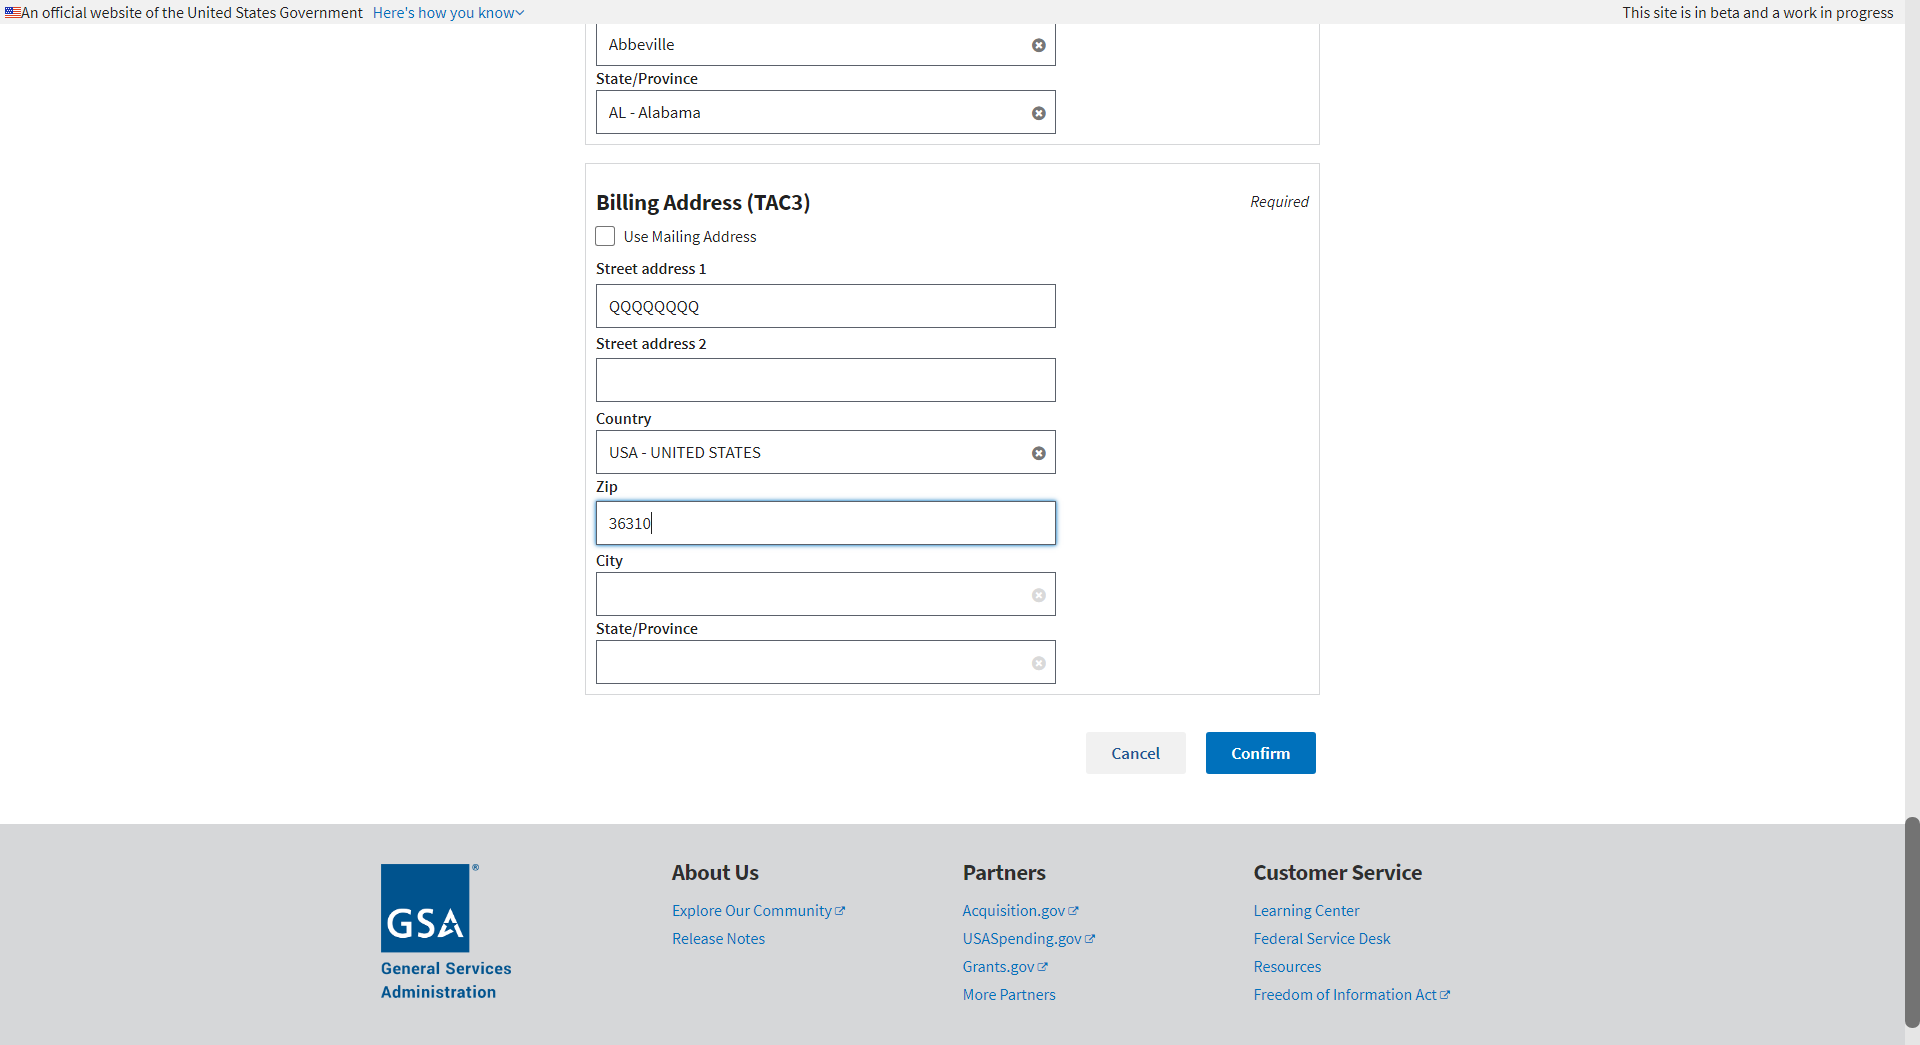 An official website of the United States Government Here's how you know
This site is in beta and a work in progress
Abbeville
State/Province
AL - Alabama
Billing Address (TAC3)
Required
Use Mailing Address
Street address 1
QQQQQQQQ
Street address 2
Country
USA - UNITED STATES
Zip
36310
City
State/Province
Cancel
Confirm
GSA
®
General Services
Administration
About Us
Explore Our Community
Release Notes
Partners
Acquisition.gov
USASpending.gov
Grants.gov
More Partners
Customer Service
Learning Center
Federal Service Desk
Resources
Freedom of Information Act